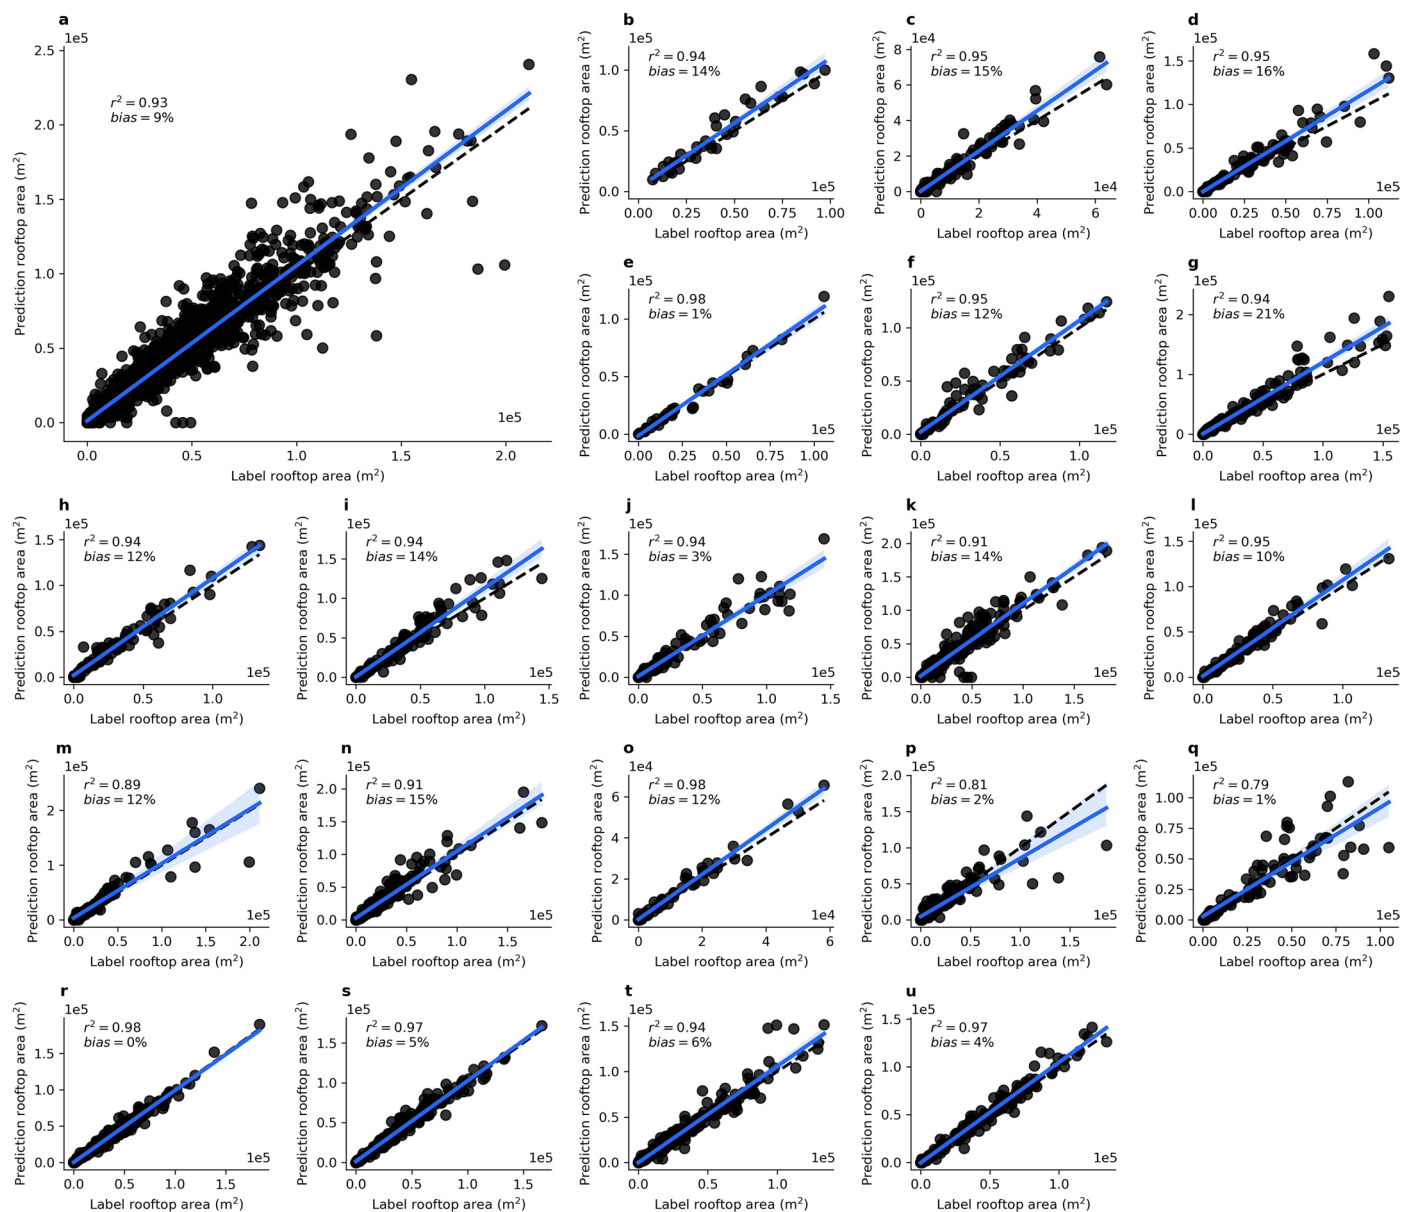 a
1e5
r² = 0.93
bias = 9%
2.5
2.0
1.5
1.0
0.5
0.0
Prediction rooftop area (m²)
1e5
0.0 0.5 1.0 1.5 2.0
Label rooftop area (m²)
b
1e5
r² = 0.94
bias = 14%
1.0
0.5
0.0
Prediction rooftop area (m²)
1e5
0.00 0.25 0.50 0.75 1.00
Label rooftop area (m²)
c
1e4
r² = 0.95
bias = 15%
8
6
4
2
0
Prediction rooftop area (m²)
1e4
0 2 4 6
Label rooftop area (m²)
d
1e5
r² = 0.95
bias = 16%
1.5
1.0
0.5
0.0
Prediction rooftop area (m²)
1e5
0.00 0.25 0.50 0.75 1.00
Label rooftop area (m²)
e
1e5
r² = 0.98
bias = 1%
1.0
0.5
0.0
Prediction rooftop area (m²)
1e5
0.00 0.25 0.50 0.75 1.00
Label rooftop area (m²)
f
1e5
r² = 0.95
bias = 12%
1.0
0.5
0.0
Prediction rooftop area (m²)
1e5
0.0 0.5 1.0
Label rooftop area (m²)
g
1e5
r² = 0.94
bias = 21%
2
1
0
Prediction rooftop area (m²)
1e5
0.0 0.5 1.0 1.5
Label rooftop area (m²)
h
1e5
r² = 0.94
bias = 12%
1.5
1.0
0.5
0.0
Prediction rooftop area (m²)
1e5
0.0 0.5 1.0
Label rooftop area (m²)
i
1e5
r² = 0.94
bias = 14%
1.5
1.0
0.5
0.0
Prediction rooftop area (m²)
1e5
0.0 0.5 1.0 1.5
Label rooftop area (m²)
j
1e5
r² = 0.94
bias = 3%
1.5
1.0
0.5
0.0
Prediction rooftop area (m²)
1e5
0.0 0.5 1.0 1.5
Label rooftop area (m²)
k
1e5
r² = 0.91
bias = 14%
2.0
1.5
1.0
0.5
0.0
Prediction rooftop area (m²)
1e5
0.0 0.5 1.0 1.5
Label rooftop area (m²)
l
1e5
r² = 0.95
bias = 10%
1.5
1.0
0.5
0.0
Prediction rooftop area (m²)
1e5
0.0 0.5 1.0
Label rooftop area (m²)
m
1e5
r² = 0.89
bias = 12%
2
1
0
Prediction rooftop area (m²)
1e5
0.0 0.5 1.0 1.5 2.0
Label rooftop area (m²)
n
1e5
r² = 0.91
bias = 15%
2.0
1.5
1.0
0.5
0.0
Prediction rooftop area (m²)
1e5
0.0 0.5 1.0 1.5
Label rooftop area (m²)
o
1e4
r² = 0.98
bias = 12%
6
4
2
0
Prediction rooftop area (m²)
1e4
0 2 4 6
Label rooftop area (m²)
p
1e5
r² = 0.81
bias = 2%
2.0
1.5
1.0
0.5
0.0
Prediction rooftop area (m²)
1e5
0.0 0.5 1.0 1.5
Label rooftop area (m²)
q
1e5
r² = 0.79
bias = 1%
1.00
0.75
0.50
0.25
0.00
Prediction rooftop area (m²)
1e5
0.00 0.25 0.50 0.75 1.00
Label rooftop area (m²)
r
1e5
r² = 0.98
bias = 0%
1.5
1.0
0.5
0.0
Prediction rooftop area (m²)
1e5
0.0 0.5 1.0 1.5
Label rooftop area (m²)
s
1e5
r² = 0.97
bias = 5%
1.5
1.0
0.5
0.0
Prediction rooftop area (m²)
1e5
0.0 0.5 1.0 1.5
Label rooftop area (m²)
t
1e5
r² = 0.94
bias = 6%
1.5
1.0
0.5
0.0
Prediction rooftop area (m²)
1e5
0.0 0.5 1.0
Label rooftop area (m²)
u
1e5
r² = 0.97
bias = 4%
1.5
1.0
0.5
0.0
Prediction rooftop area (m²)
1e5
0.0 0.5 1.0
Label rooftop area (m²)